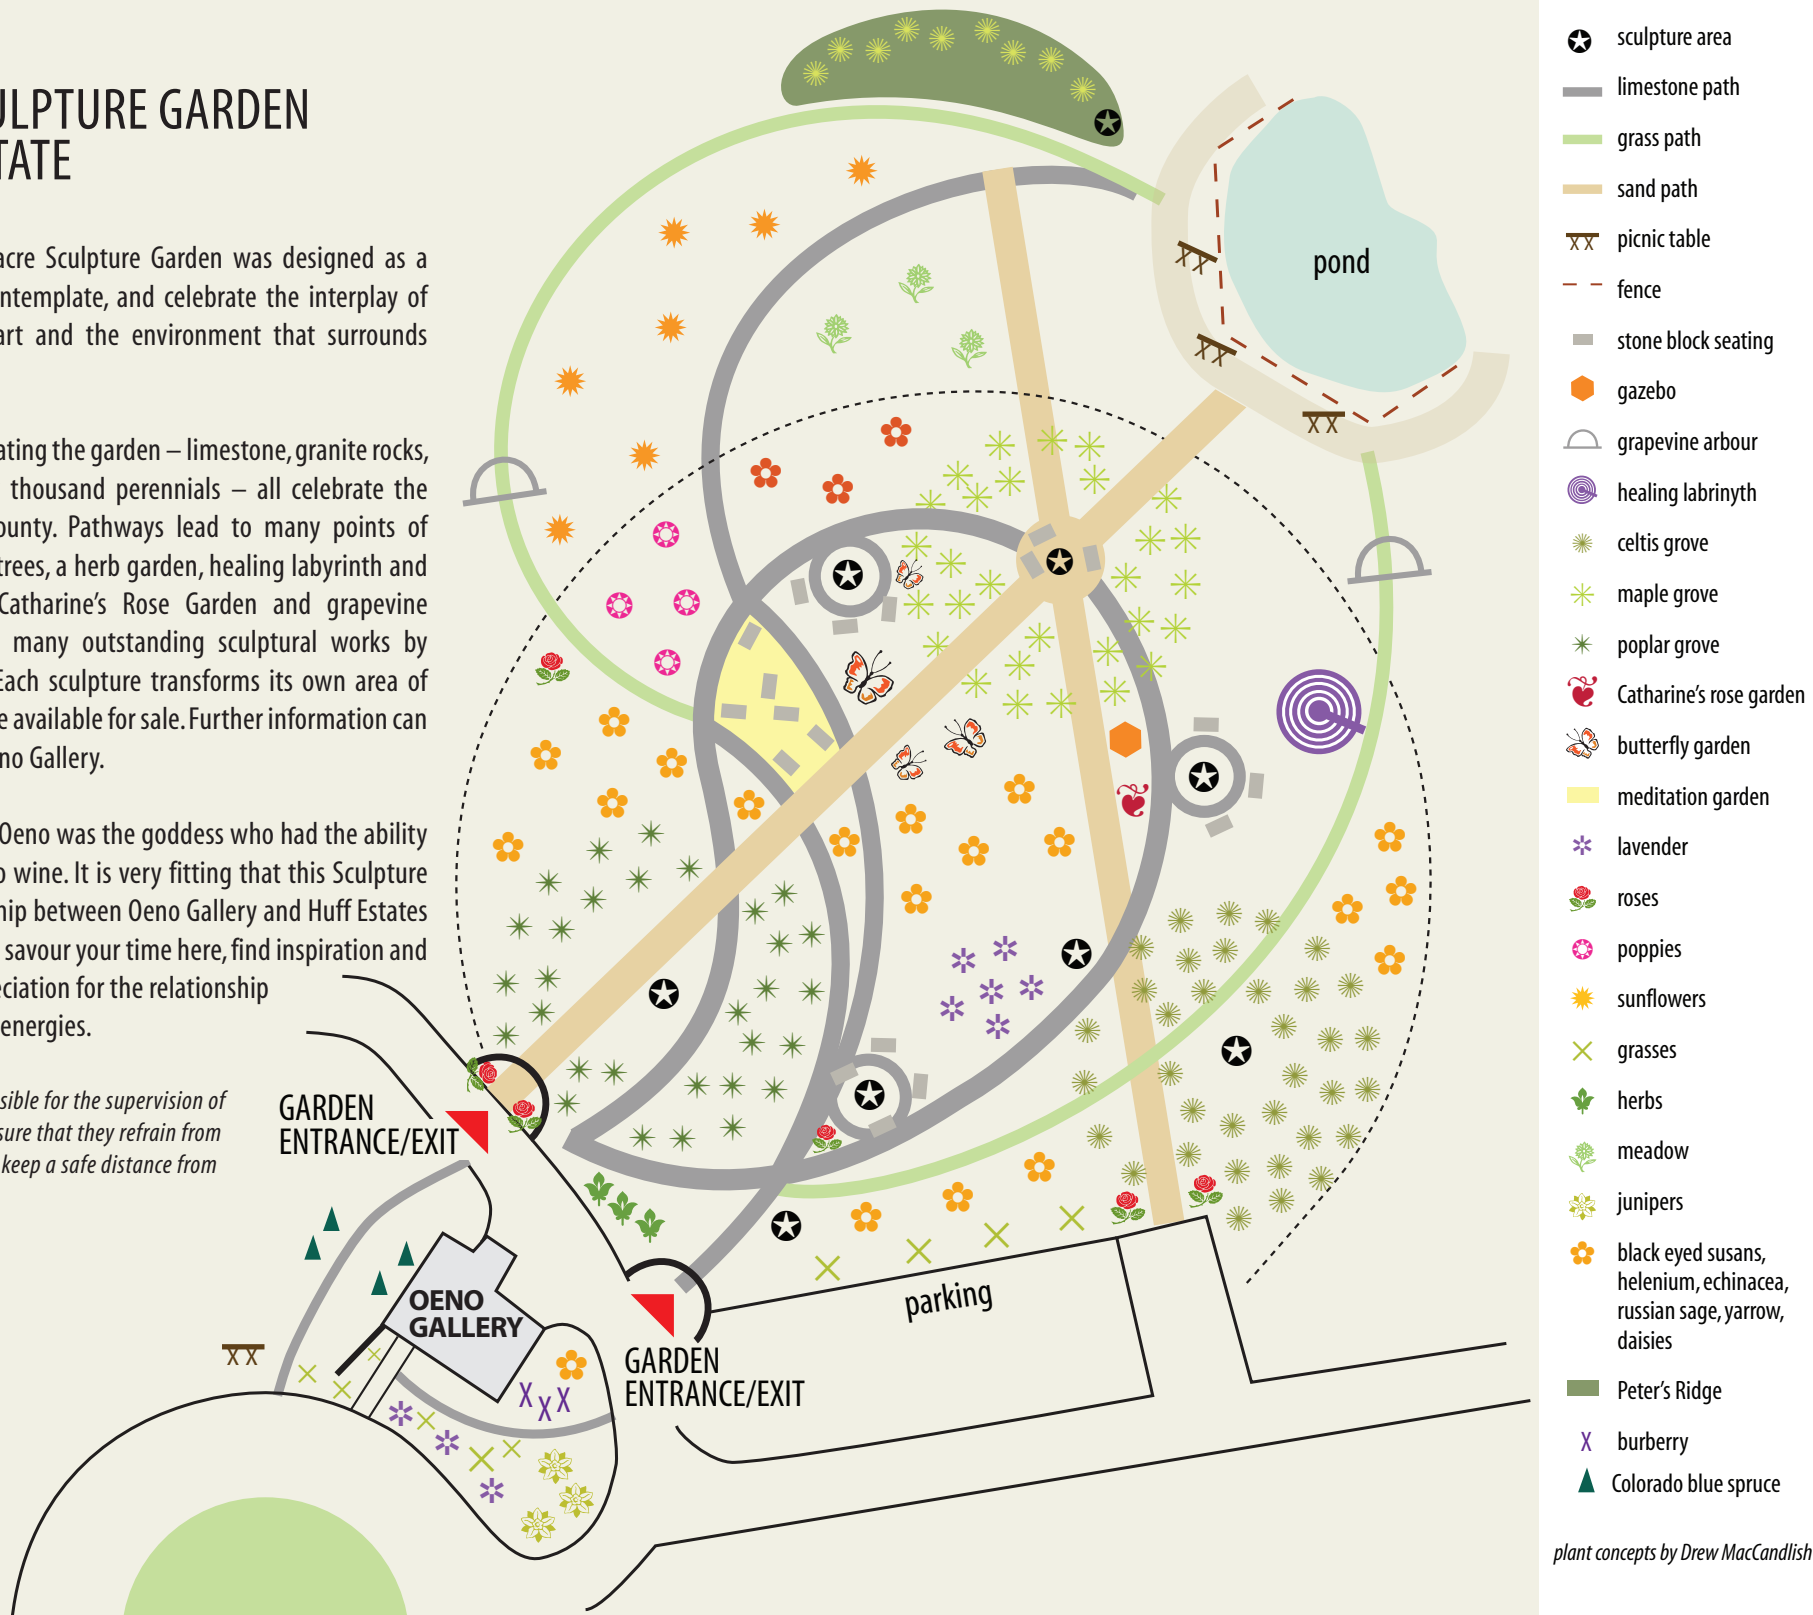 ULPTURE GARDEN
TATE
acre Sculpture Garden was designed as a
ntemplate, and celebrate the interplay of
art and the environment that surrounds
ating the garden – limestone, granite rocks,
thousand perennials – all celebrate the
ounty. Pathways lead to many points of
trees, a herb garden, healing labyrinth and
Catharine's Rose Garden and grapevine
many outstanding sculptural works by
Each sculpture transforms its own area of
e available for sale. Further information can
no Gallery.
Oeno was the goddess who had the ability
o wine. It is very fitting that this Sculpture
hip between Oeno Gallery and Huff Estates
savour your time here, find inspiration and
eciation for the relationship
energies.
sible for the supervision of
sure that they refrain from
keep a safe distance from
GARDEN
ENTRANCE/EXIT
OENO
GALLERY
GARDEN
ENTRANCE/EXIT
parking
pond
sculpture area
limestone path
grass path
sand path
picnic table
fence
stone block seating
gazebo
grapevine arbour
healing labrinyth
celtis grove
maple grove
poplar grove
Catharine's rose garden
butterfly garden
meditation garden
lavender
roses
poppies
sunflowers
grasses
herbs
meadow
junipers
black eyed susans,
helenium, echinacea,
russian sage, yarrow,
daisies
Peter's Ridge
burberry
Colorado blue spruce
plant concepts by Drew MacCandlish